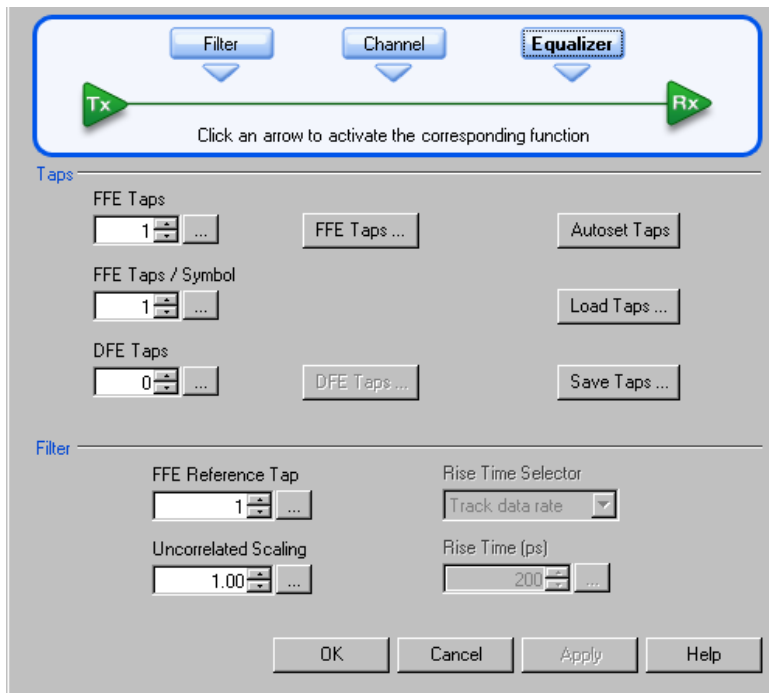 Filter Channel Equalizer
Tx Rx
Click an arrow to activate the corresponding function
Taps
FFE Taps
1 ... FFE Taps ... Autoset Taps
FFE Taps / Symbol
1 ... Load Taps ...
DFE Taps
0 ... DFE Taps ... Save Taps ...
Filter
FFE Reference Tap Rise Time Selector
1 ... Track data rate
Uncorrelated Scaling Rise Time (ps)
1.00 ... 200 ...
OK Cancel Apply Help